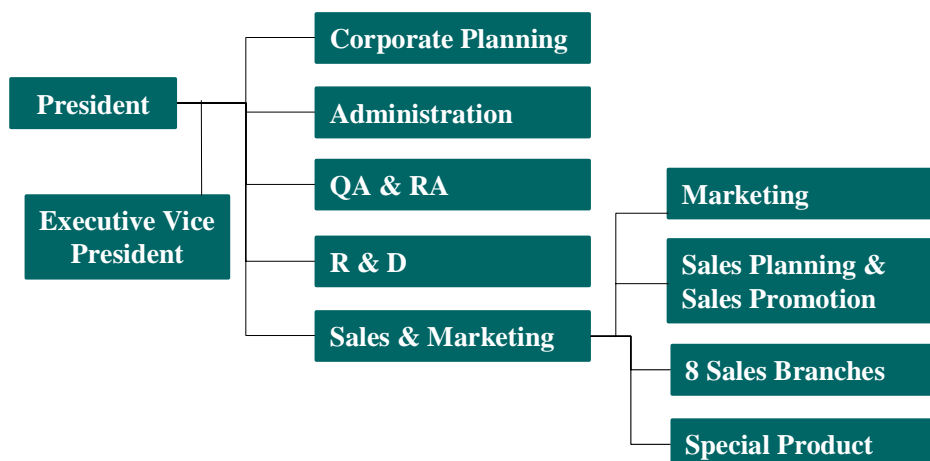 President
Executive Vice
President
Corporate Planning
Administration
QA & RA
R & D
Sales & Marketing
Marketing
Sales Planning &
Sales Promotion
8 Sales Branches
Special Product